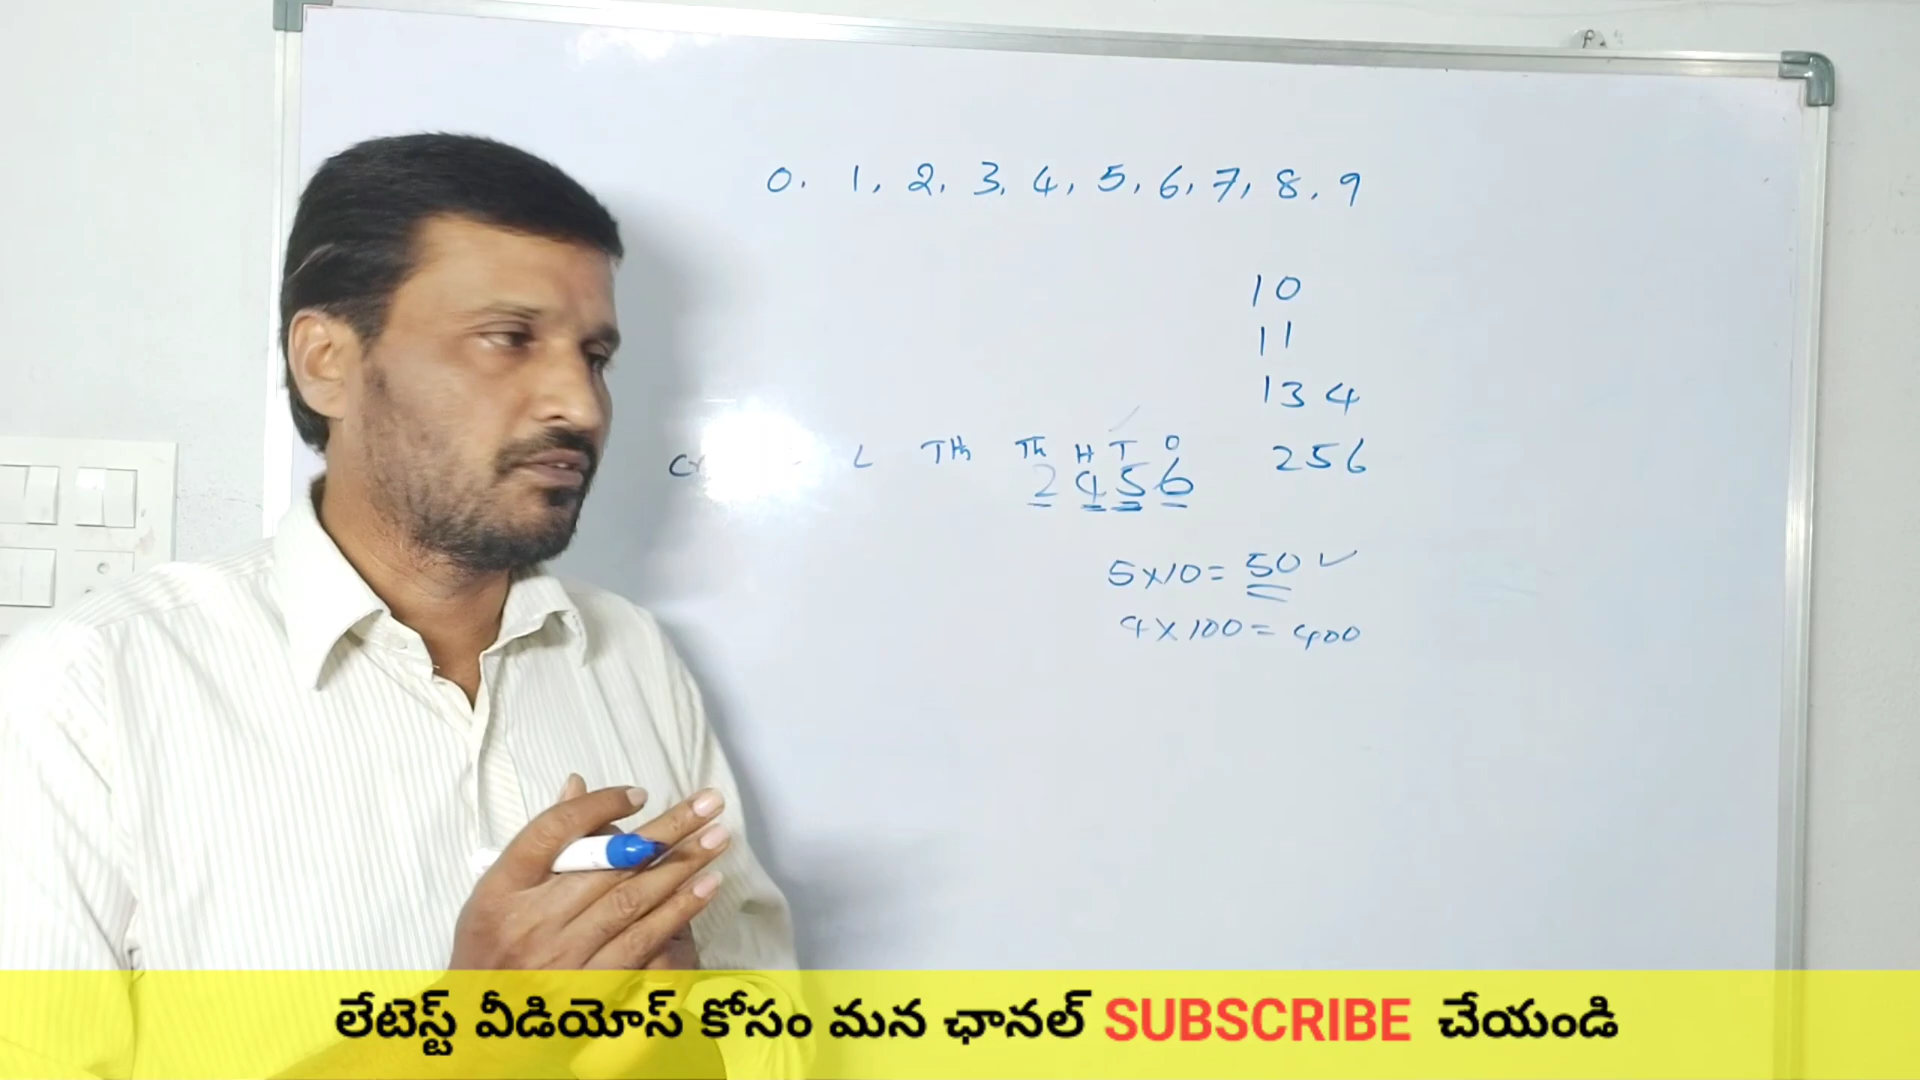 0. 1, 2, 3, 4, 5, 6, 7, 8, 9
10
11
134
L TTh Th H T O
2456
256
5×10=50 ✓
4×100=400
లేటెస్ట్ వీడియోస్ కోసం మన ఛానల్ SUBSCRIBE చేయండి